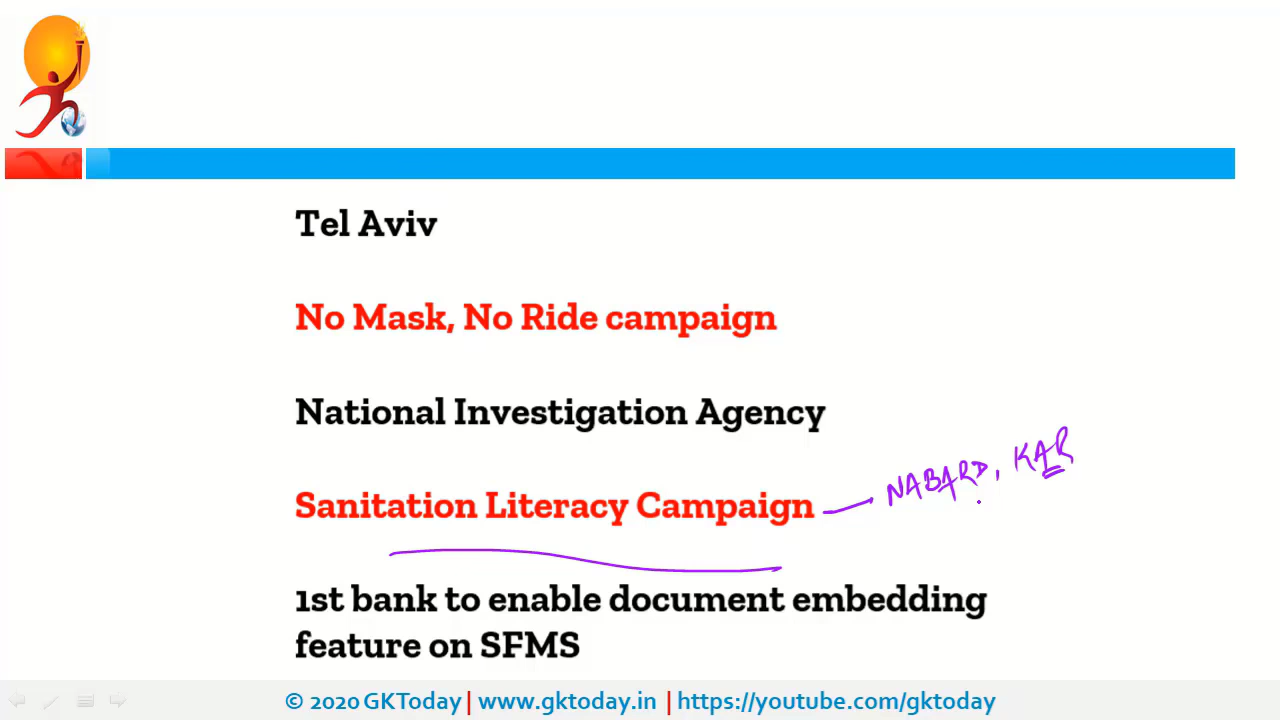 Tel Aviv
No Mask, No Ride campaign
National Investigation Agency
Sanitation Literacy Campaign — NABARD, KAR
1st bank to enable document embedding
feature on SFMS
© 2020 GKToday | www.gktoday.in | https://youtube.com/gktoday